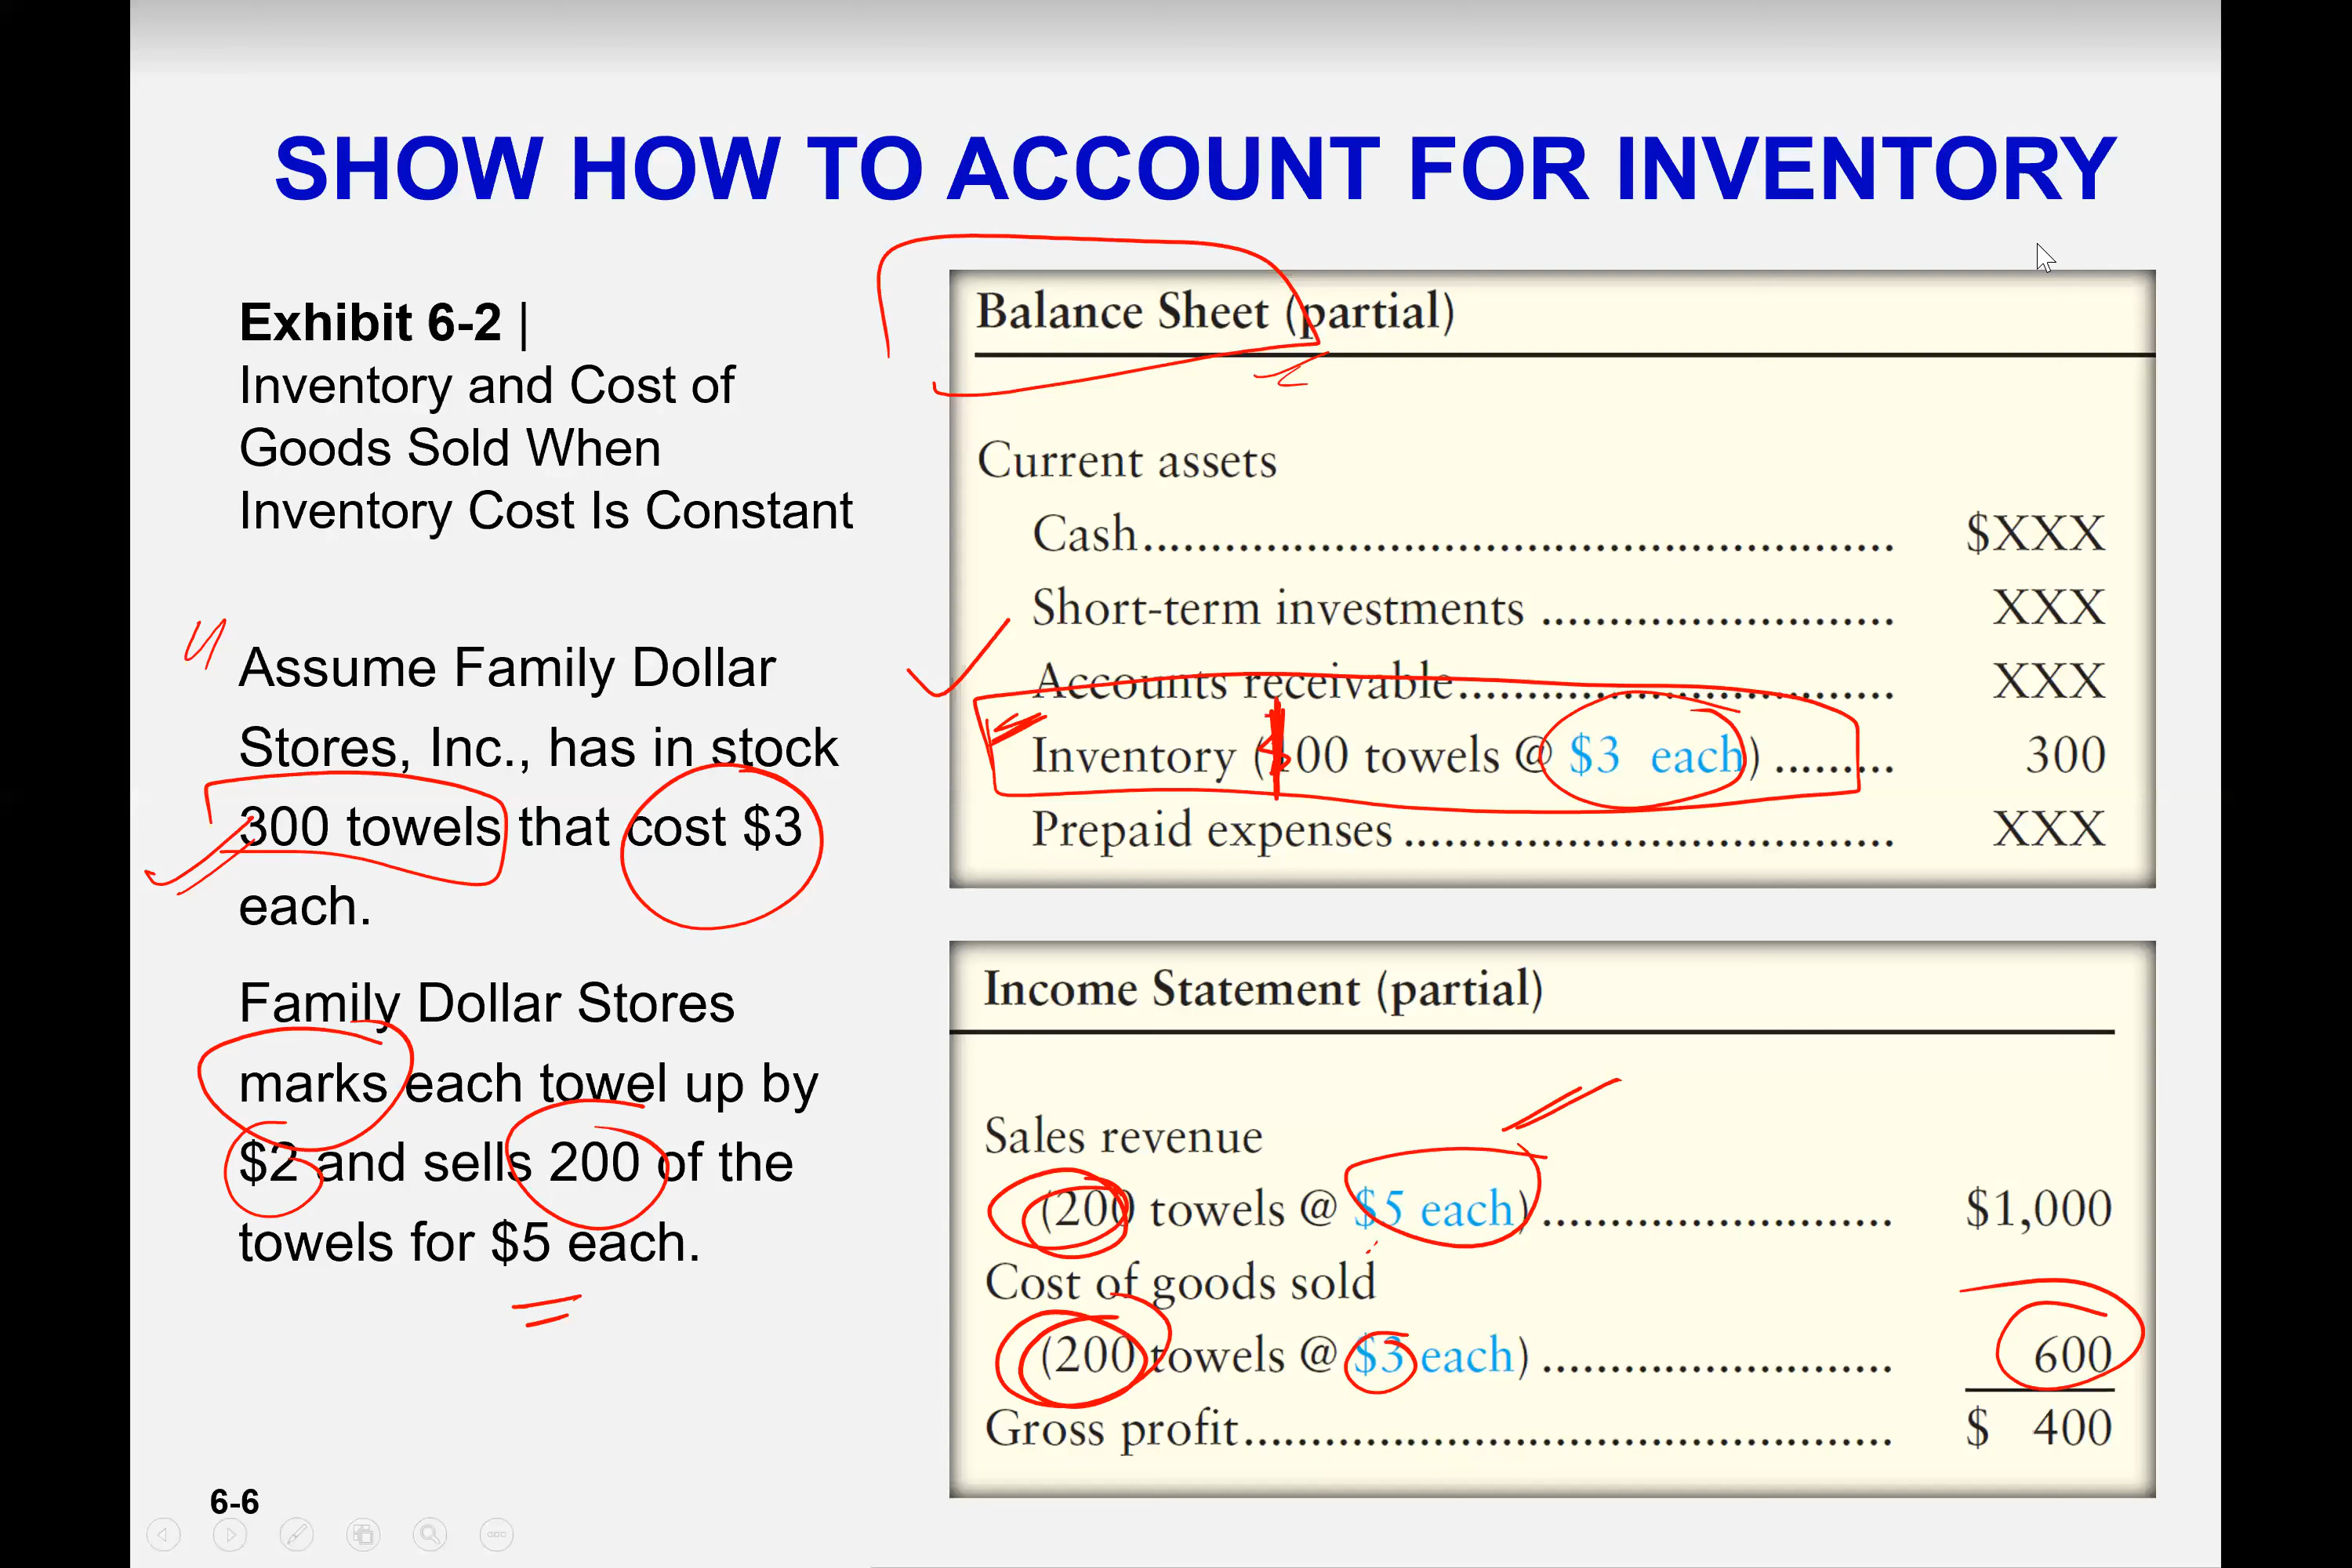 SHOW HOW TO ACCOUNT FOR INVENTORY
Exhibit 6-2 |
Inventory and Cost of
Goods Sold When
Inventory Cost Is Constant
Assume Family Dollar
Stores, Inc., has in stock
300 towels that cost $3
each.
Family Dollar Stores
marks each towel up by
$2 and sells 200 of the
towels for $5 each.
Balance Sheet (partial)
Current assets
Cash........ $XXX
Short-term investments ........ XXX
Accounts receivable........ XXX
Inventory (100 towels @ $3 each) ........ 300
Prepaid expenses ........ XXX
Income Statement (partial)
Sales revenue
(200 towels @ $5 each) ........ $1,000
Cost of goods sold
(200 towels @ $3 each) ........ 600
Gross profit........ $ 400
6-6